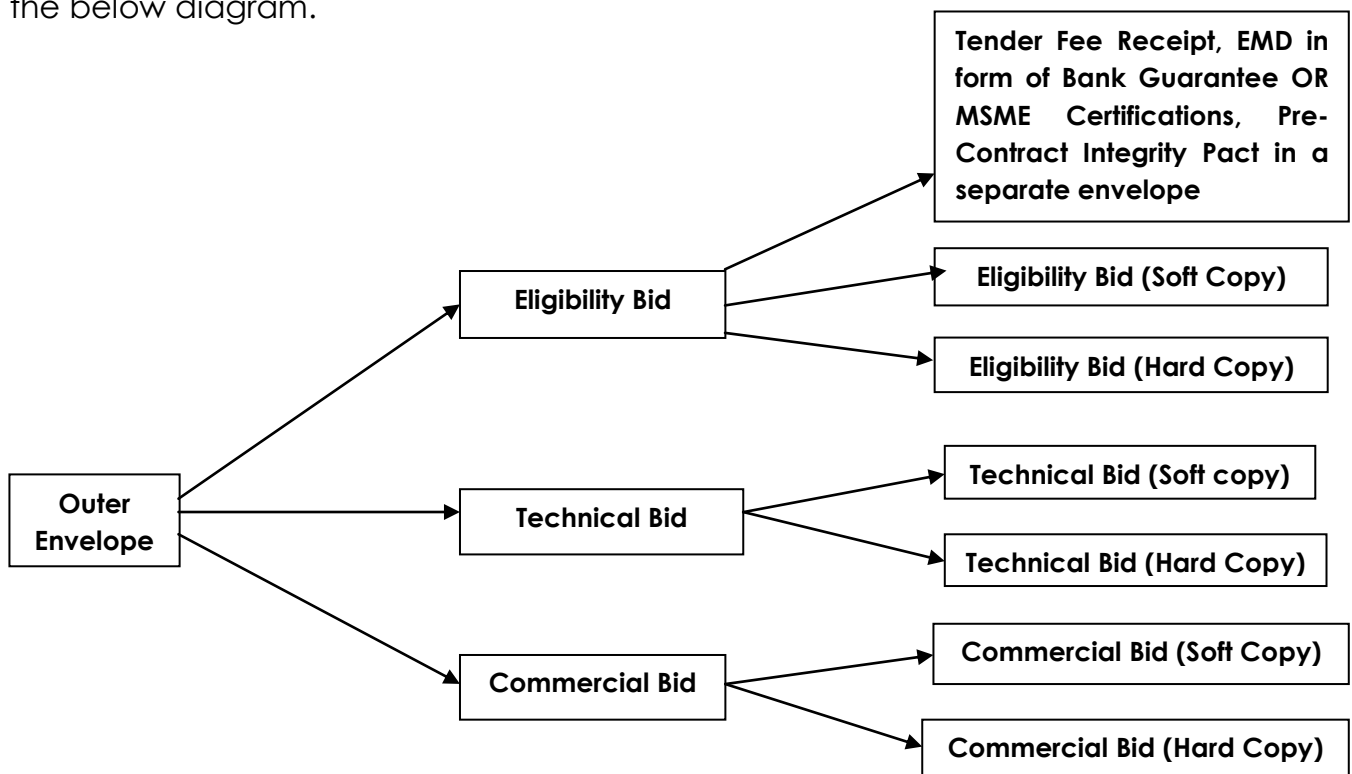 the below diagram.
Tender Fee Receipt, EMD in
form of Bank Guarantee OR
MSME Certifications, Pre-
Contract Integrity Pact in a
separate envelope
Eligibility Bid
Eligibility Bid (Soft Copy)
Eligibility Bid (Hard Copy)
Outer
Envelope
Technical Bid
Technical Bid (Soft copy)
Technical Bid (Hard Copy)
Commercial Bid
Commercial Bid (Soft Copy)
Commercial Bid (Hard Copy)